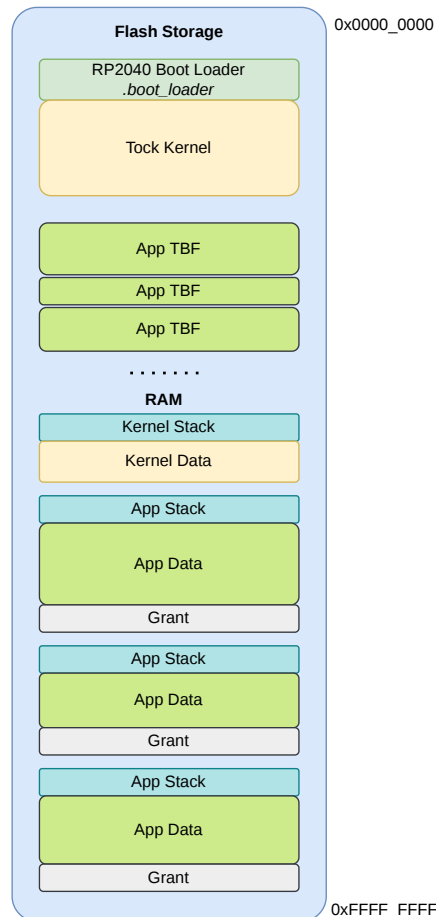 Flash Storage
0x0000_0000
RP2040 Boot Loader
.boot_loader
Tock Kernel
App TBF
App TBF
App TBF
.......
RAM
Kernel Stack
Kernel Data
App Stack
App Data
Grant
App Stack
App Data
Grant
App Stack
App Data
Grant
0xFFFF_FFFF